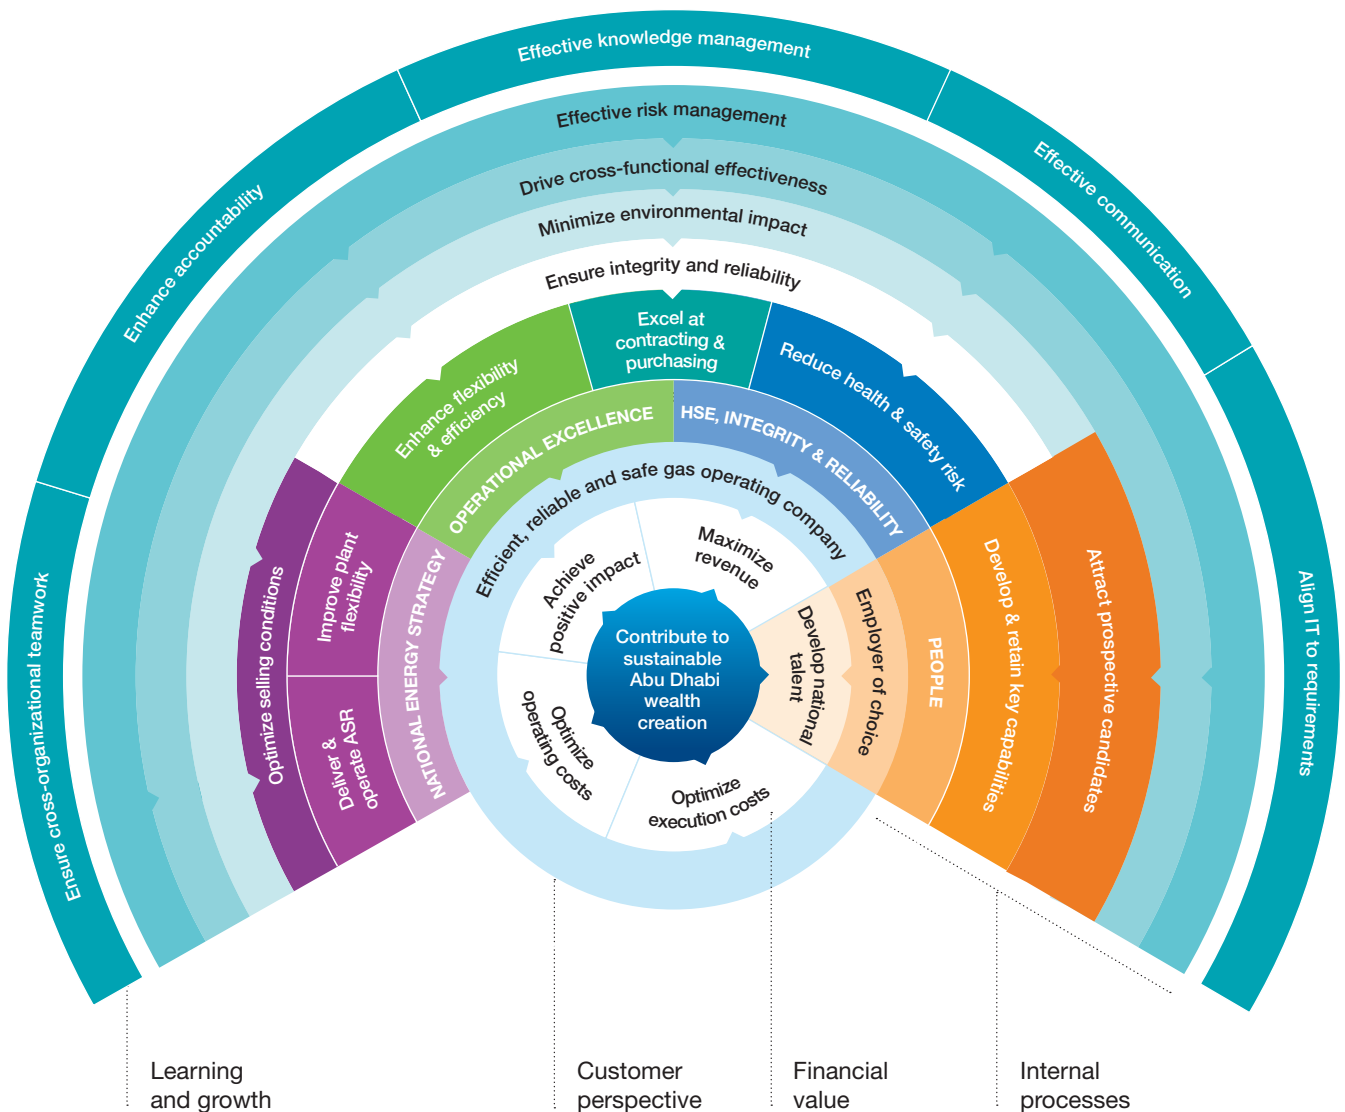 Effective knowledge management
Enhance accountability
Effective communication
Ensure cross-organizational teamwork
Align IT to requirements
Effective risk management
Drive cross-functional effectiveness
Minimize environmental impact
Ensure integrity and reliability
Enhance flexibility
& efficiency
Excel at
contracting &
purchasing
Reduce health & safety risk
OPERATIONAL EXCELLENCE
HSE, INTEGRITY & RELIABILITY
Optimize selling conditions
Improve plant
flexibility
Deliver &
operate ASR
NATIONAL ENERGY STRATEGY
Efficient, reliable and safe gas operating company
Achieve
positive impact
Maximize
revenue
Optimize
operating costs
Optimize
execution costs
Contribute to
sustainable
Abu Dhabi
wealth
creation
Develop national
talent
Employer of choice
PEOPLE
Develop & retain key capabilities
Attract prospective candidates
Learning
and growth
Customer
perspective
Financial
value
Internal
processes